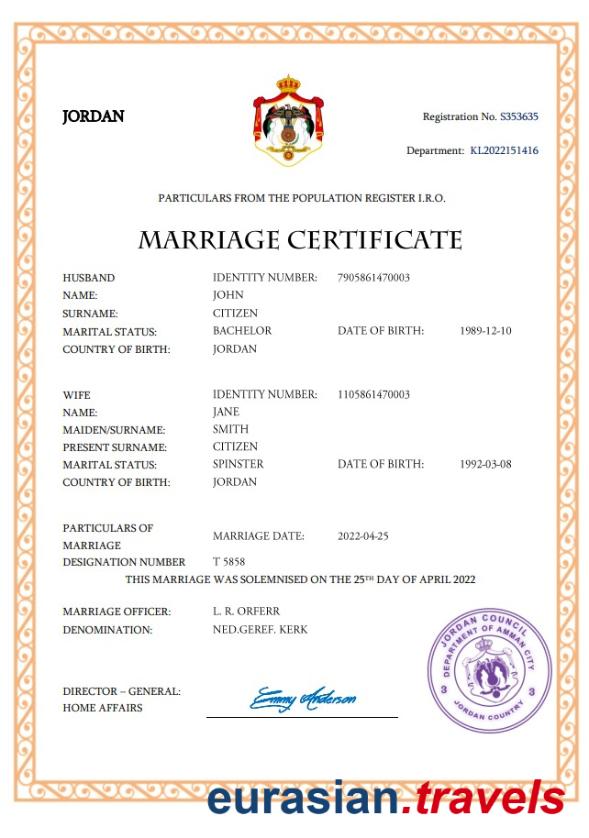 JORDAN
Registration No. S353635
Department: KL2022151416
PARTICULARS FROM THE POPULATION REGISTER I.R.O.
MARRIAGE CERTIFICATE
HUSBAND IDENTITY NUMBER: 7905861470003
NAME: JOHN
SURNAME: CITIZEN
MARITAL STATUS: BACHELOR DATE OF BIRTH: 1989-12-10
COUNTRY OF BIRTH: JORDAN
WIFE IDENTITY NUMBER: 1105861470003
NAME: JANE
MAIDEN/SURNAME: SMITH
PRESENT SURNAME: CITIZEN
MARITAL STATUS: SPINSTER DATE OF BIRTH: 1992-03-08
COUNTRY OF BIRTH: JORDAN
PARTICULARS OF
MARRIAGE MARRIAGE DATE: 2022-04-25
DESIGNATION NUMBER T 5858
THIS MARRIAGE WAS SOLEMNISED ON THE 25TH DAY OF APRIL 2022
MARRIAGE OFFICER: L. R. ORFERR
DENOMINATION: NED.GEREF. KERK
JORDAN COUNCIL
DEPARTMENT OF AMMAN CITY
3 3
JORDAN COUNTRY
DIRECTOR – GENERAL:
HOME AFFAIRS
Emmy Anderson
eurasian.travels